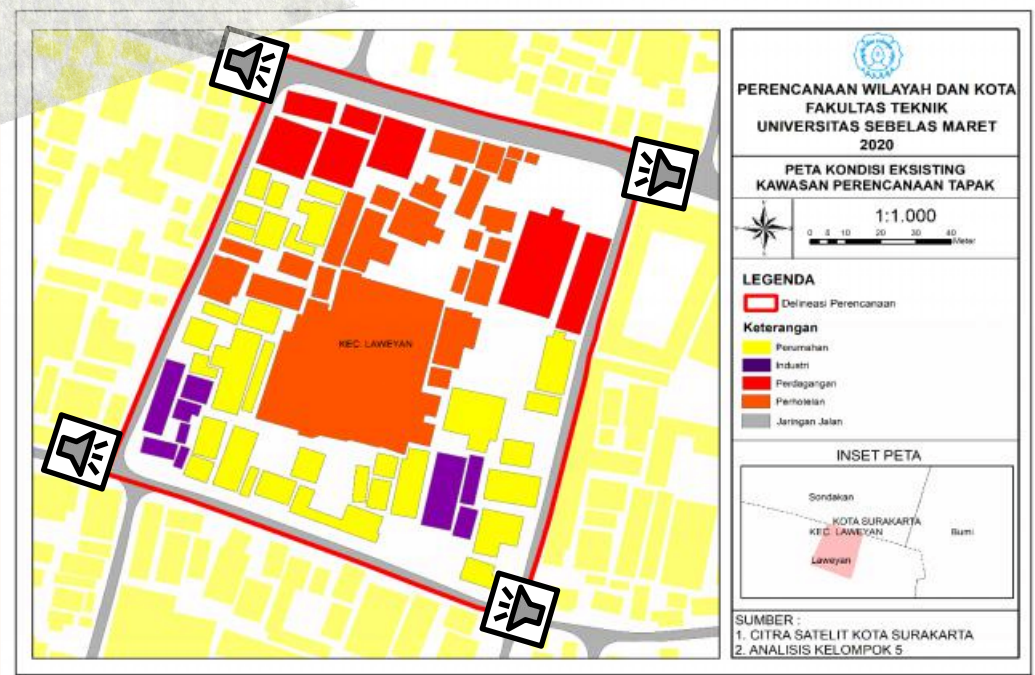 KEC. LAWEYAN
PERENCANAAN WILAYAH DAN KOTA
FAKULTAS TEKNIK
UNIVERSITAS SEBELAS MARET
2020
PETA KONDISI EKSISTING
KAWASAN PERENCANAAN TAPAK
1:1.000
0 5 10 20 30 40
Meter
LEGENDA
Delineasi Perencanaan
Keterangan
Perumahan
Industri
Perdagangan
Perhotelan
Jaringan Jalan
INSET PETA
Sondakan
KOTA SURAKARTA
KEC. LAWEYAN
Bumi
Laweyan
SUMBER :
1. CITRA SATELIT KOTA SURAKARTA
2. ANALISIS KELOMPOK 5